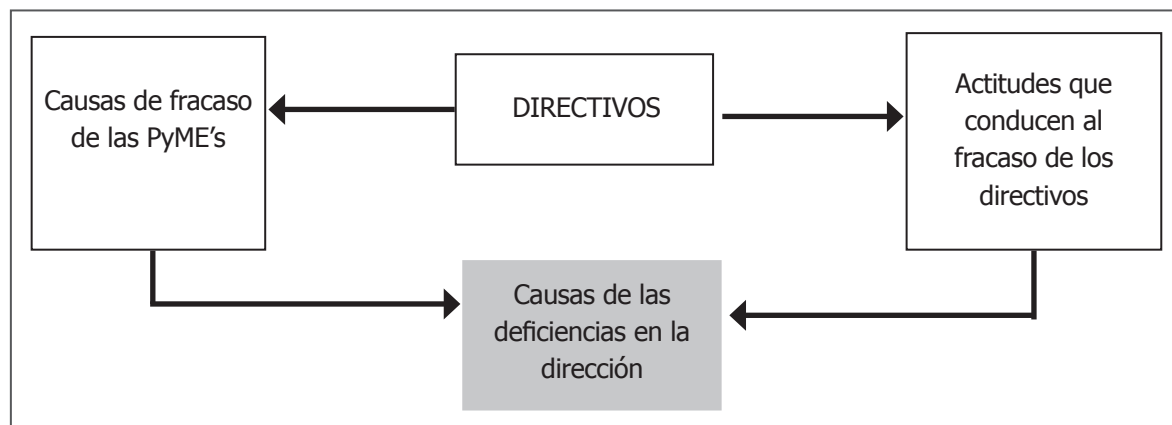 Causas de fracaso
de las PyME’s
DIRECTIVOS
Actitudes que
conducen al
fracaso de los
directivos
Causas de las
deficiencias en la
dirección